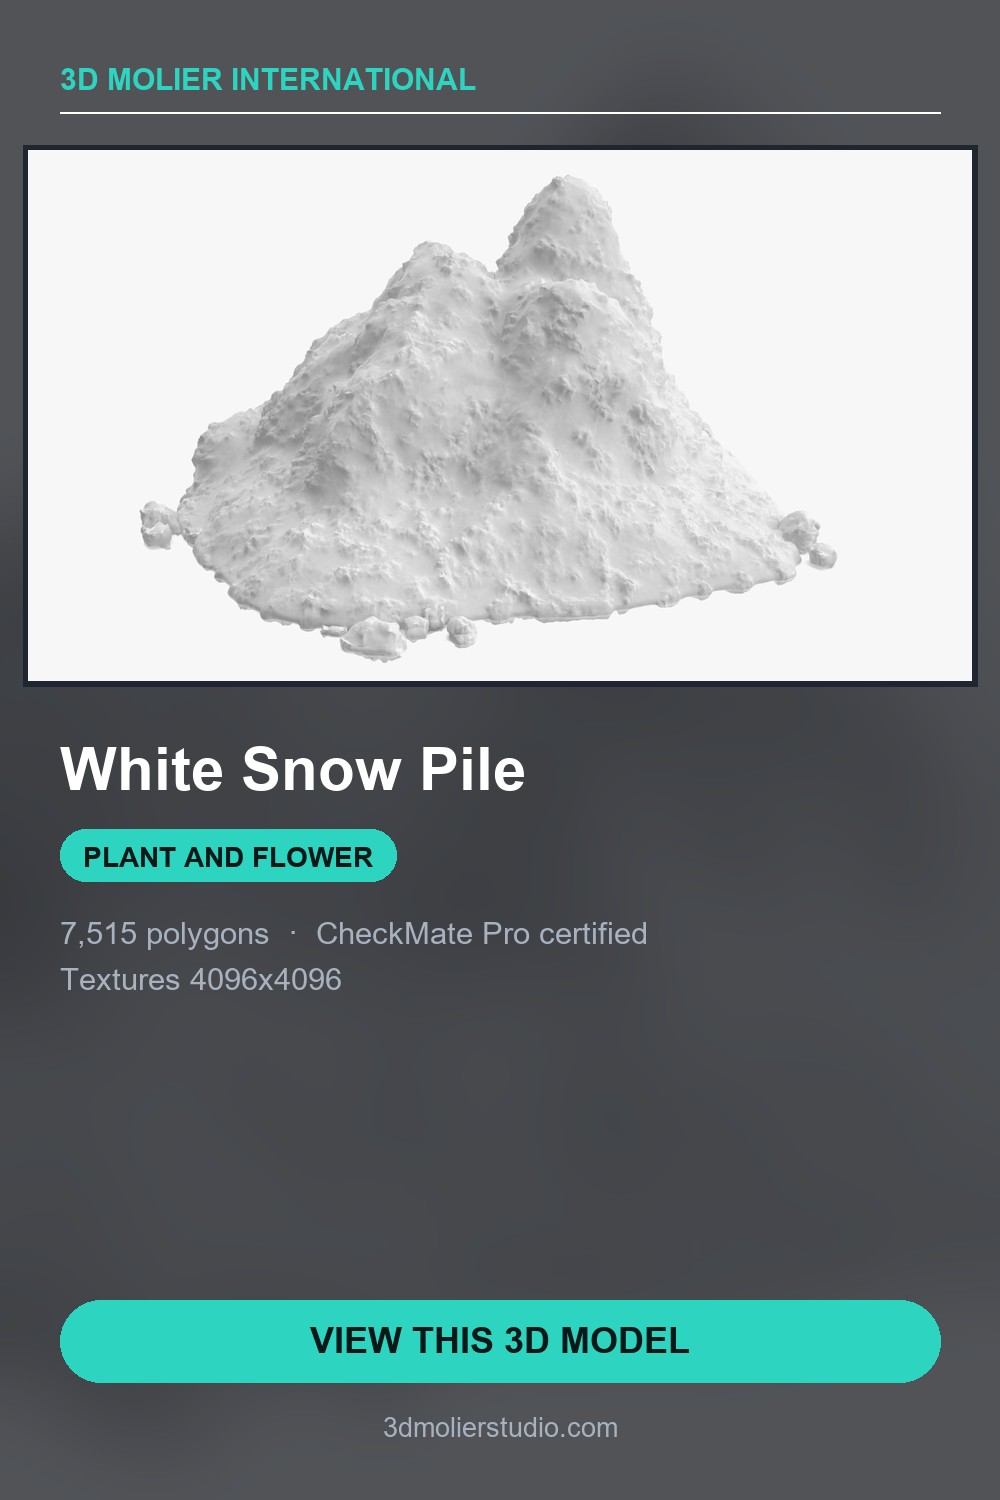 3D MOLIER INTERNATIONAL
White Snow Pile
PLANT AND FLOWER
7,515 polygons · CheckMate Pro certified
Textures 4096x4096
VIEW THIS 3D MODEL
3dmolierstudio.com